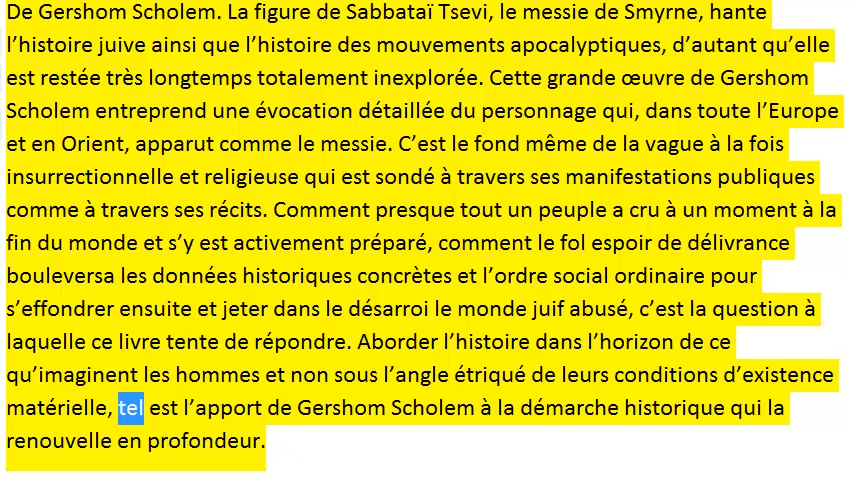 De Gershom Scholem. La figure de Sabbataï Tsevi, le messie de Smyrne, hante
l’histoire juive ainsi que l’histoire des mouvements apocalyptiques, d’autant qu’elle
est restée très longtemps totalement inexplorée. Cette grande œuvre de Gershom
Scholem entreprend une évocation détaillée du personnage qui, dans toute l’Europe
et en Orient, apparut comme le messie. C’est le fond même de la vague à la fois
insurrectionnelle et religieuse qui est sondé à travers ses manifestations publiques
comme à travers ses récits. Comment presque tout un peuple a cru à un moment à la
fin du monde et s’y est activement préparé, comment le fol espoir de délivrance
bouleversa les données historiques concrètes et l’ordre social ordinaire pour
s’effondrer ensuite et jeter dans le désarroi le monde juif abusé, c’est la question à
laquelle ce livre tente de répondre. Aborder l’histoire dans l’horizon de ce
qu’imaginent les hommes et non sous l’angle étriqué de leurs conditions d’existence
matérielle, tel est l’apport de Gershom Scholem à la démarche historique qui la
renouvelle en profondeur.